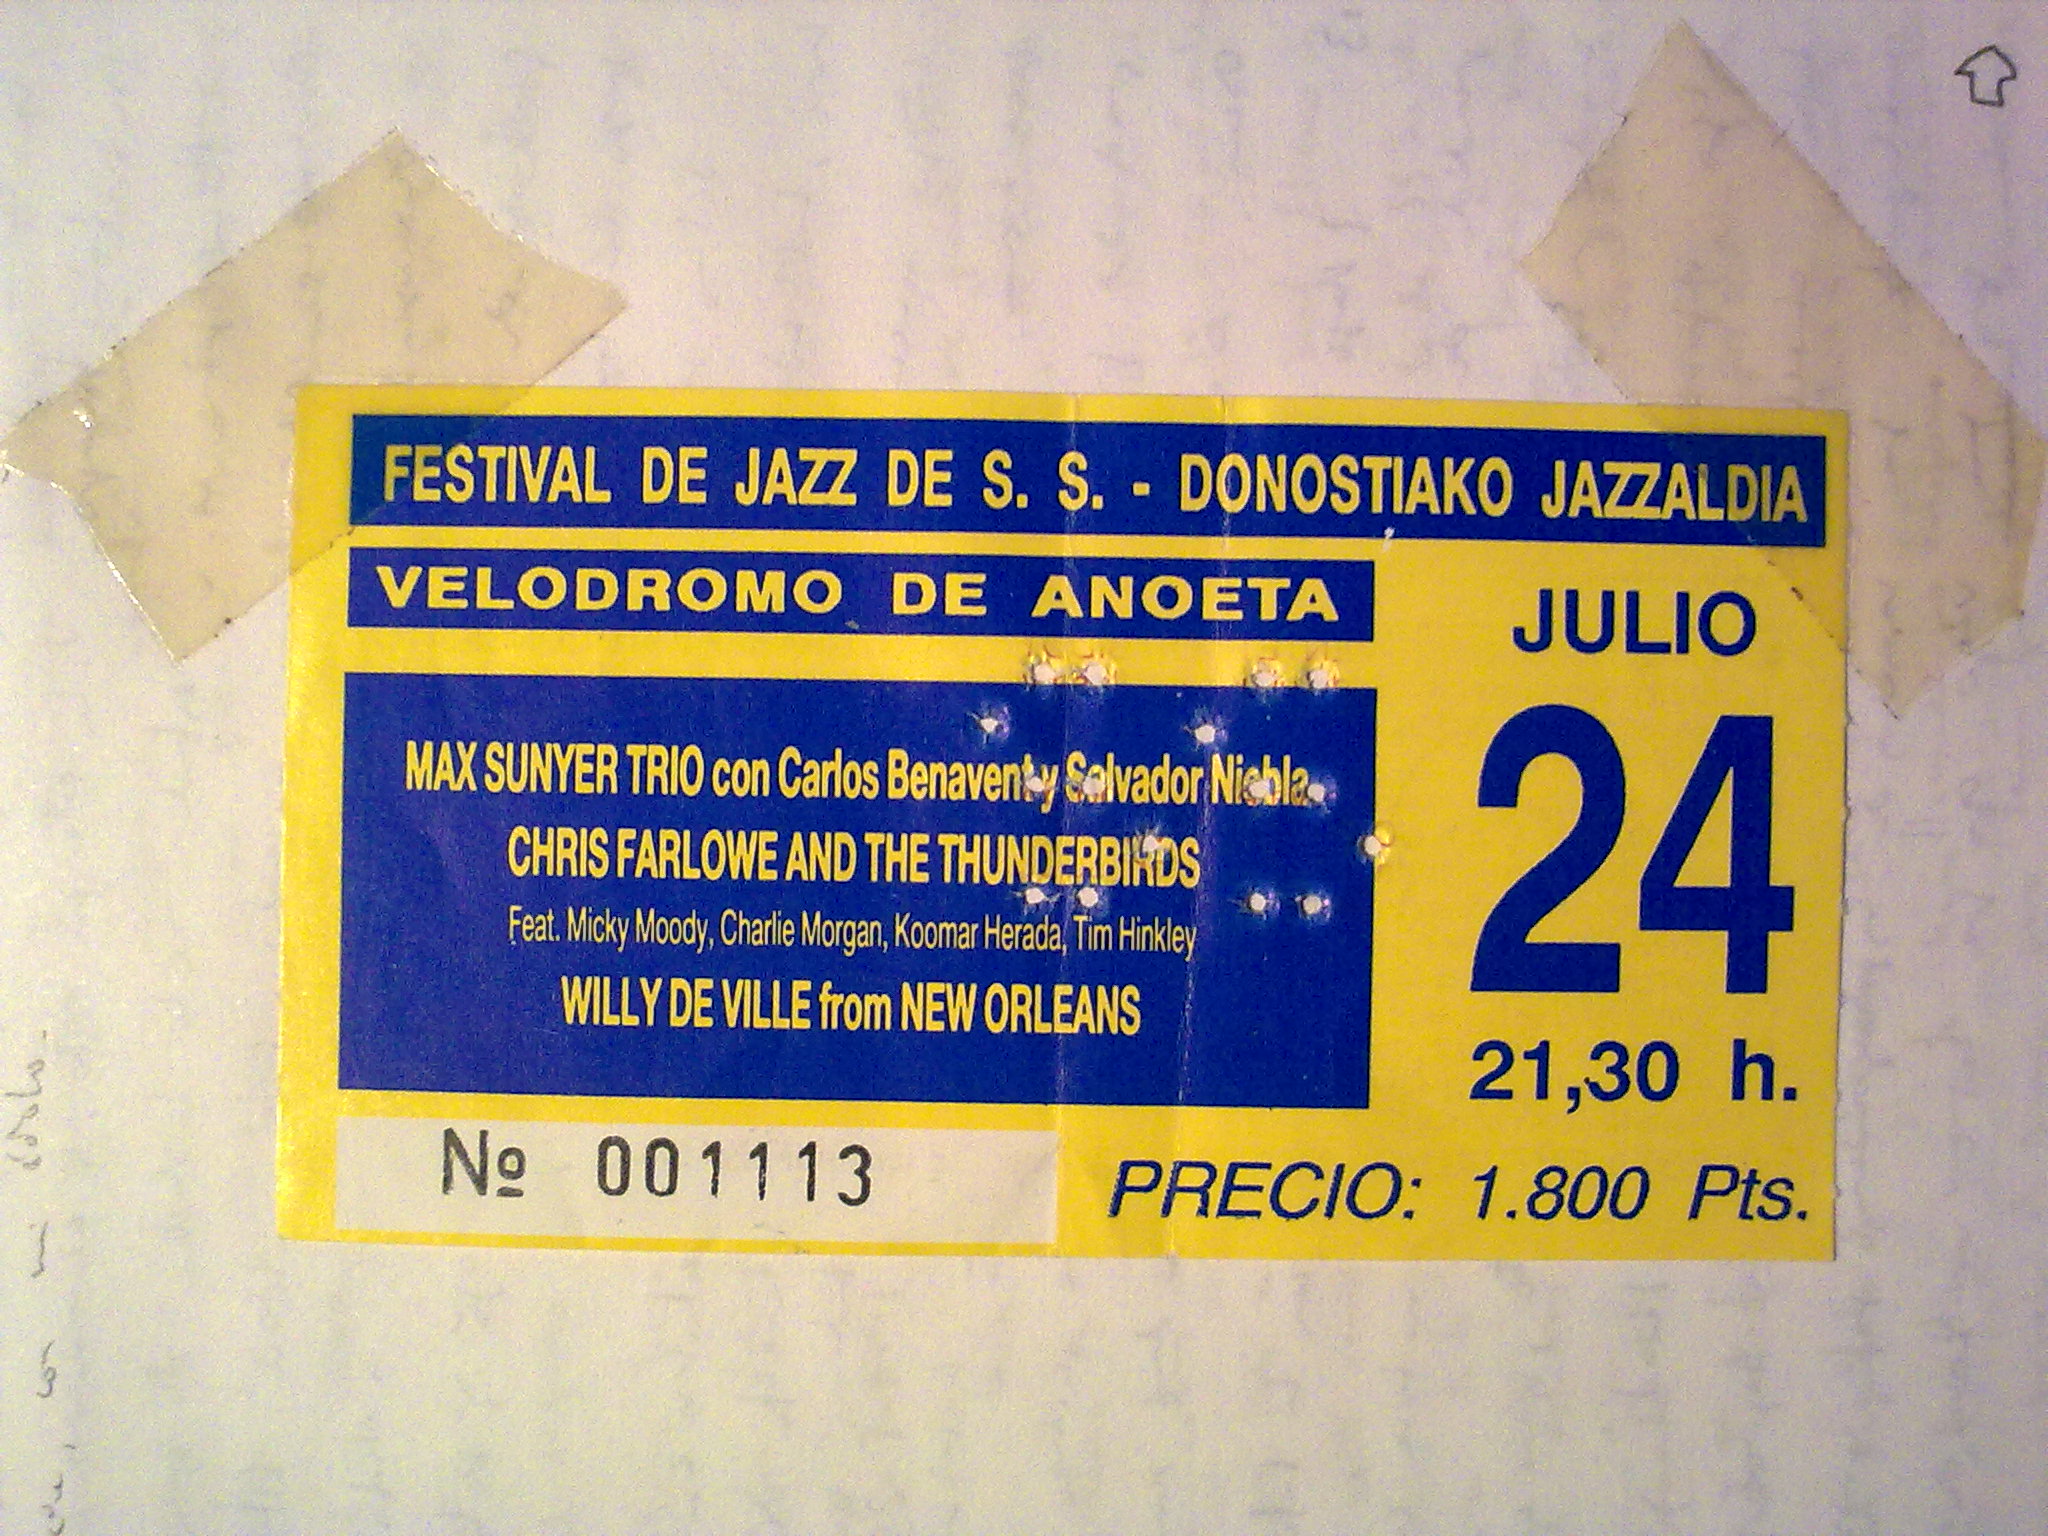 FESTIVAL DE JAZZ DE S. S. - DONOSTIAKO JAZZALDIA
VELODROMO DE ANOETA
MAX SUNYER TRIO con Carlos Benavent y Salvador Niebla
CHRIS FARLOWE AND THE THUNDERBIRDS
Feat. Micky Moody, Charlie Morgan, Koomar Herada, Tim Hinkley
WILLY DE VILLE from NEW ORLEANS
JULIO
24
21,30 h.
Nº 001113
PRECIO: 1.800 Pts.